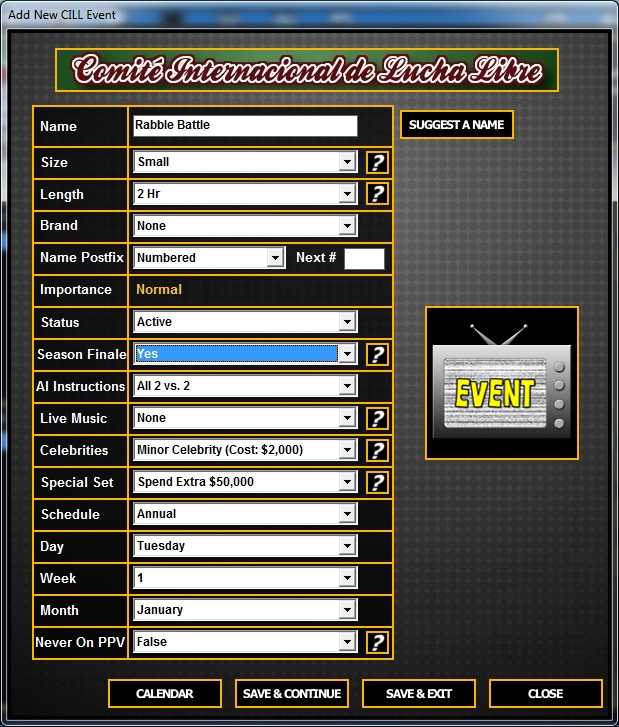 Add New CILL Event
Comité Internacional de Lucha Libre
Name Rabble Battle SUGGEST A NAME
Size Small ?
Length 2 Hr ?
Brand None
Name Postfix Numbered Next #
Importance Normal
Status Active
Season Finale Yes ?
AI Instructions All 2 vs. 2
Live Music None ?
Celebrities Minor Celebrity (Cost: $2,000) ?
Special Set Spend Extra $50,000 ?
Schedule Annual
Day Tuesday
Week 1
Month January
Never On PPV False ?
EVENT
CALENDAR SAVE & CONTINUE SAVE & EXIT CLOSE